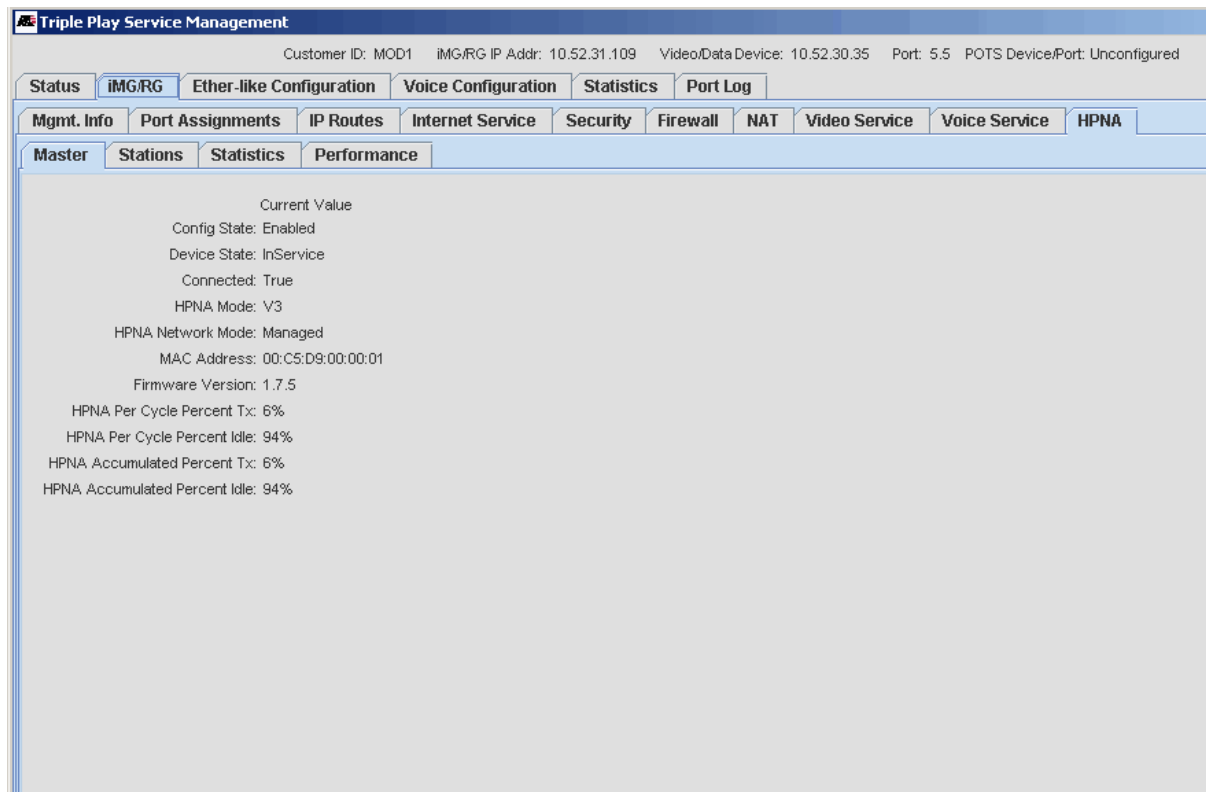 Triple Play Service Management
Customer ID: MOD1 iMG/RG IP Addr: 10.52.31.109 Video/Data Device: 10.52.30.35 Port: 5.5 POTS Device/Port: Unconfigured
Status iMG/RG Ether-like Configuration Voice Configuration Statistics Port Log
Mgmt. Info Port Assignments IP Routes Internet Service Security Firewall NAT Video Service Voice Service HPNA
Master Stations Statistics Performance
Current Value
Config State: Enabled
Device State: InService
Connected: True
HPNA Mode: V3
HPNA Network Mode: Managed
MAC Address: 00:C5:D9:00:00:01
Firmware Version: 1.7.5
HPNA Per Cycle Percent Tx: 6%
HPNA Per Cycle Percent Idle: 94%
HPNA Accumulated Percent Tx: 6%
HPNA Accumulated Percent Idle: 94%